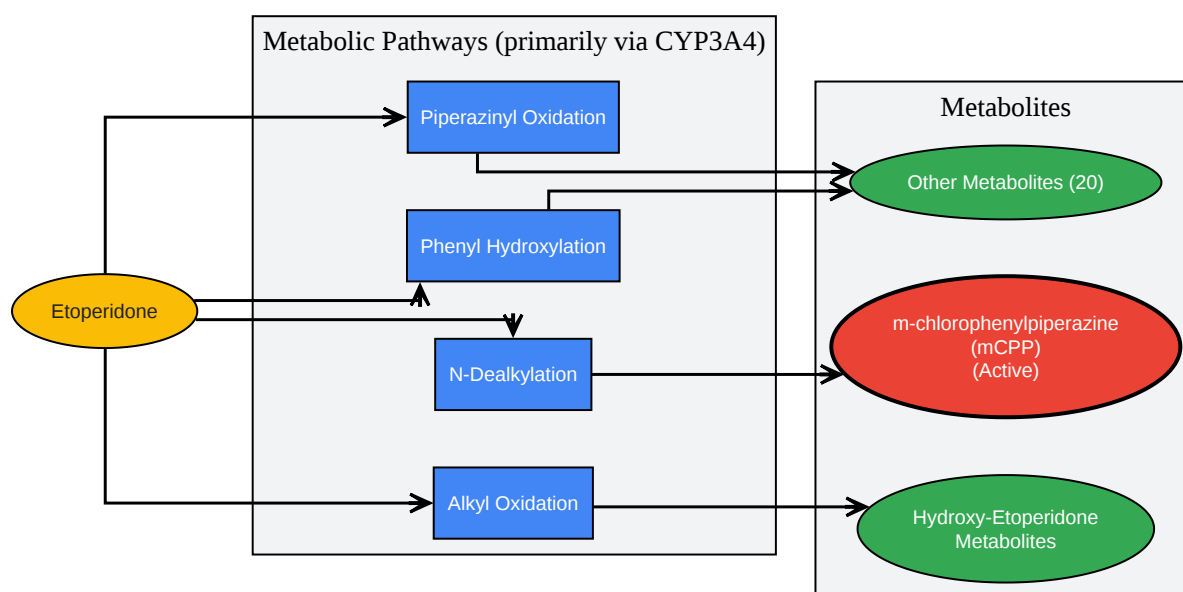 Metabolic Pathways (primarily via CYP3A4)
Piperazinyl Oxidation
Phenyl Hydroxylation
Etoperidone
N-Dealkylation
Alkyl Oxidation
Metabolites
Other Metabolites (20)
m-chlorophenylpiperazine
(mCPP)
(Active)
Hydroxy-Etoperidone
Metabolites